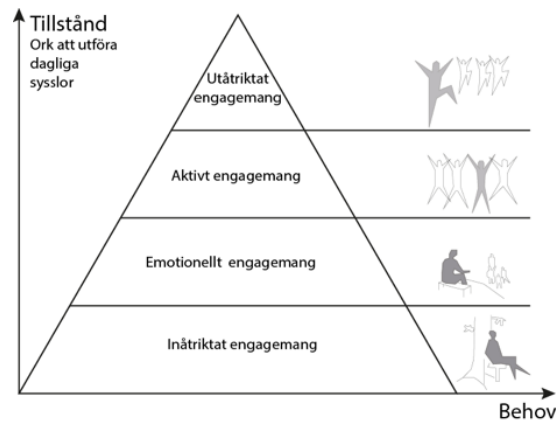 Tillstånd
Ork att utföra
dagliga
sysslor
Utåtriktat
engagemang
Aktivt engagemang
Emotionellt engagemang
Inåtriktat engagemang
Behov